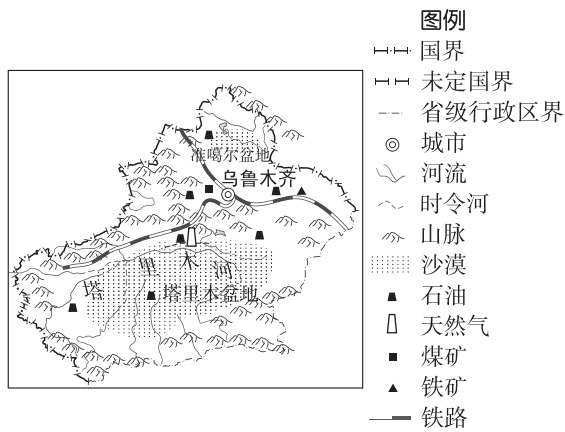 图例
国界
未定国界
省级行政区界
城市
河流
时令河
山脉
沙漠
石油
天然气
煤矿
铁矿
铁路
准噶尔盆地
乌鲁木齐
塔里木河
塔里木盆地